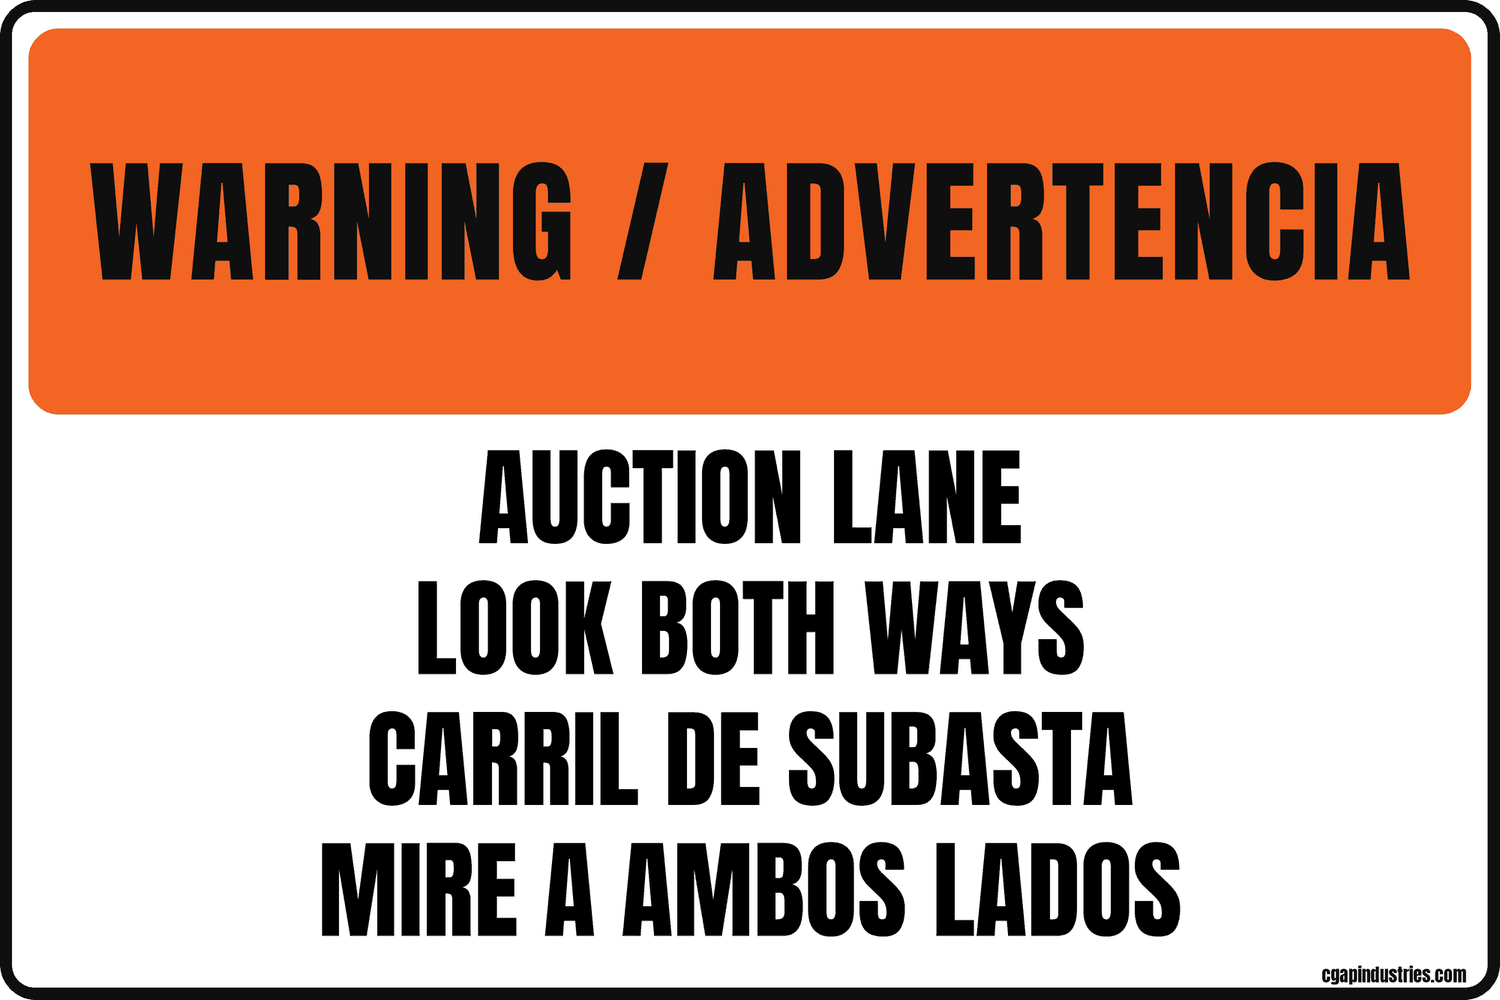 WARNING / ADVERTENCIA
AUCTION LANE
LOOK BOTH WAYS
CARRIL DE SUBASTA
MIRE A AMBOS LADOS
cgapindustries.com